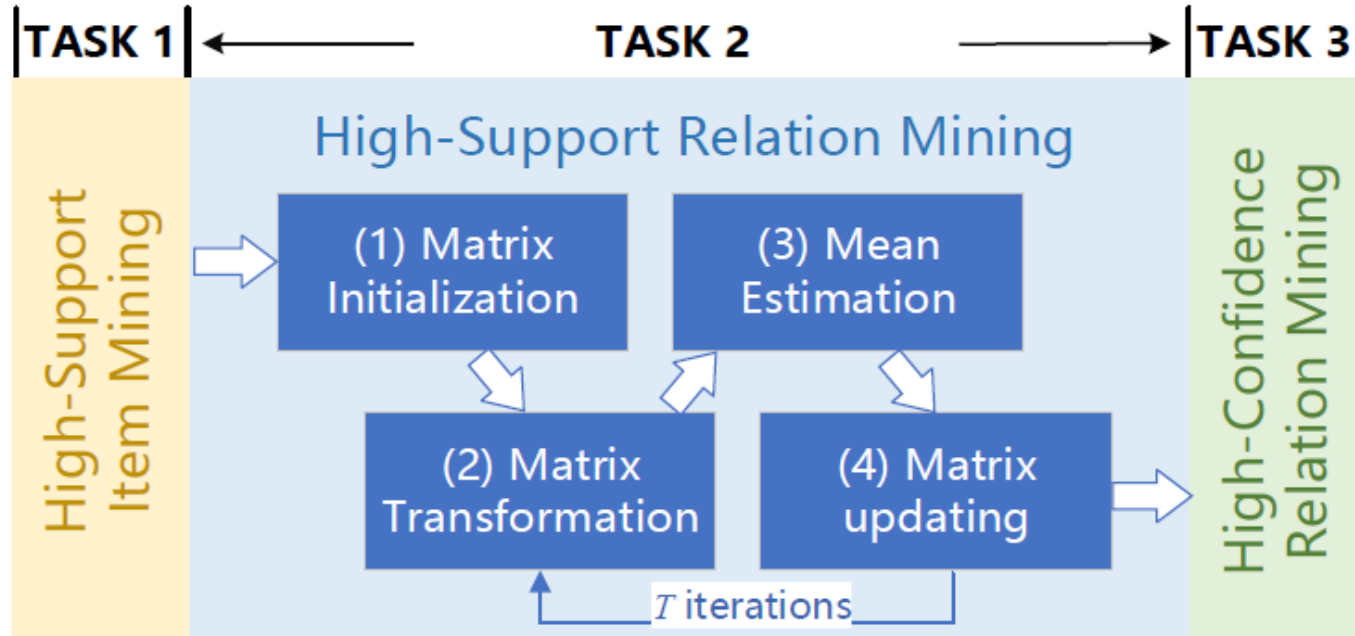 TASK 1
TASK 2
TASK 3
High-Support
Item Mining
High-Support Relation Mining
(1) Matrix
Initialization
(2) Matrix
Transformation
(3) Mean
Estimation
(4) Matrix
updating
T iterations
High-Confidence
Relation Mining